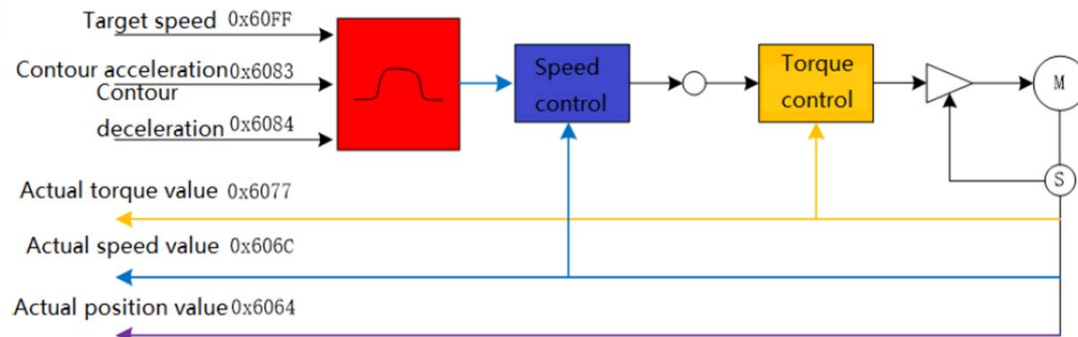 Target speed 0x60FF
Contour acceleration 0x6083
Contour
deceleration 0x6084
Speed
control
Torque
control
M
S
Actual torque value 0x6077
Actual speed value 0x606C
Actual position value 0x6064